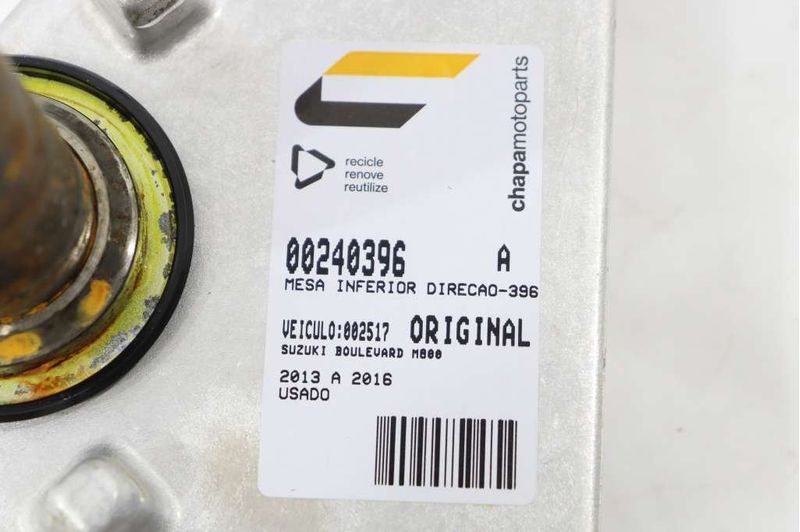 chapamotoparts
recicle
renove
reutilize
00240396 A
MESA INFERIOR DIRECAO-396
VEICULO:002517 ORIGINAL
SUZUKI BOULEVARD M800
2013 A 2016
USADO